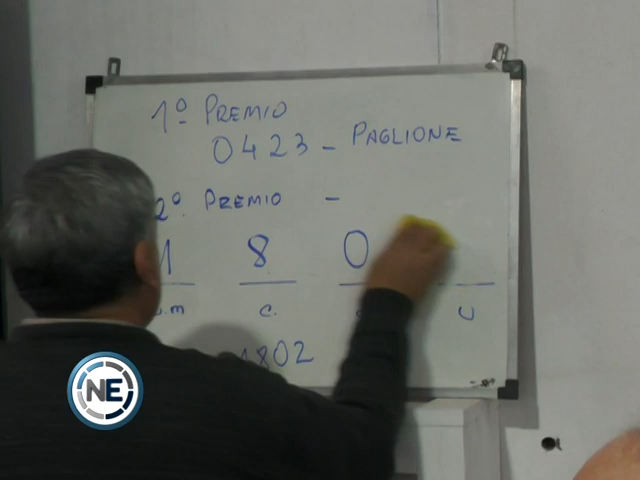 1º PREMIO
0423 - PAGLIONE
2º PREMIO -
1 8 0
.m c. U
1802
NE